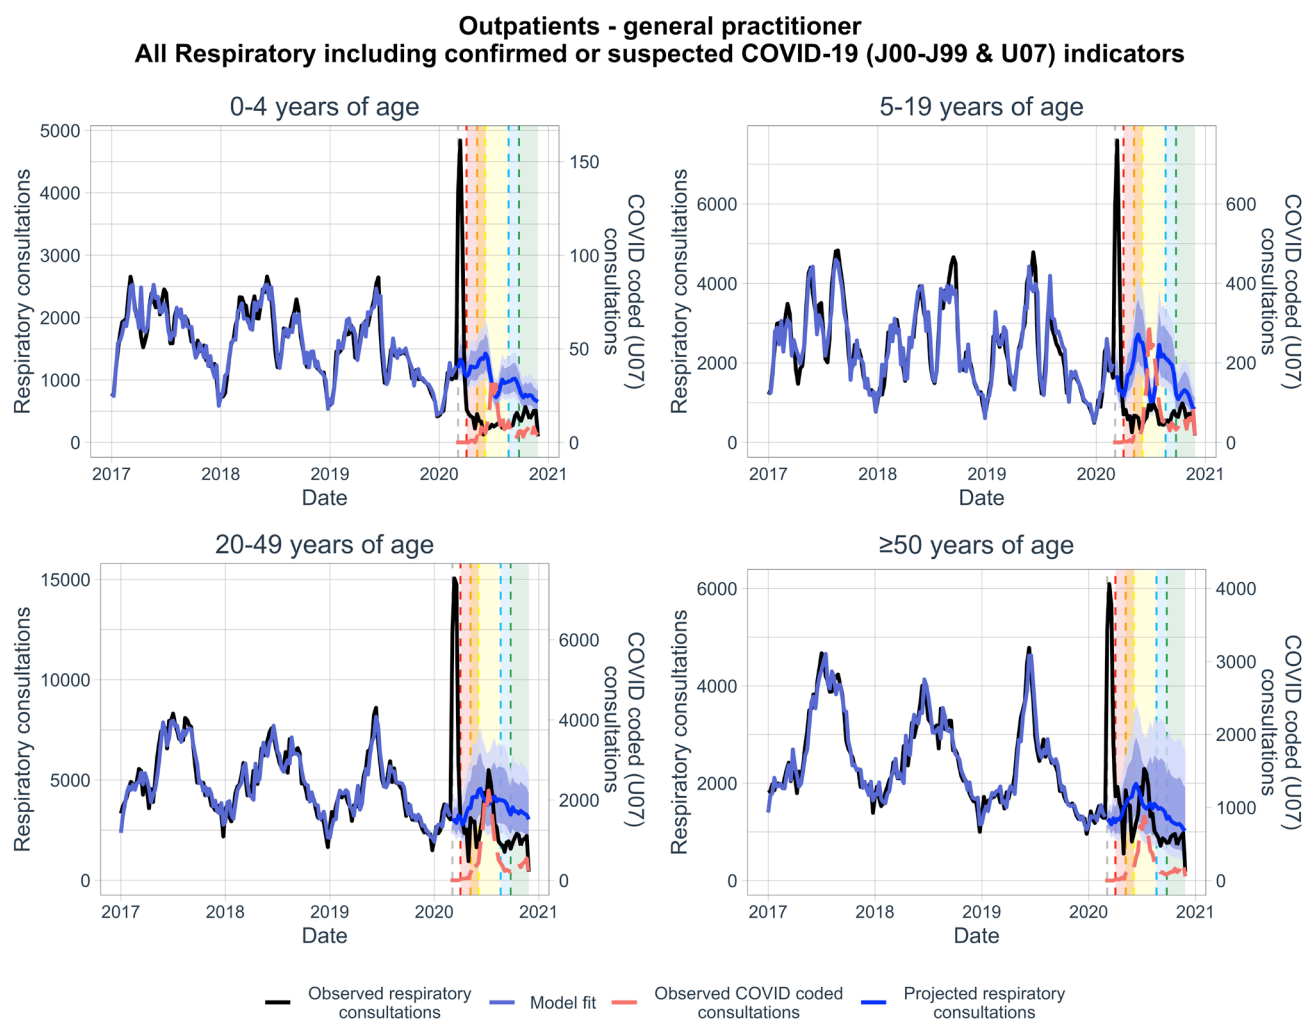 Outpatients - general practitioner
All Respiratory including confirmed or suspected COVID-19 (J00-J99 & U07) indicators
0-4 years of age
Respiratory consultations
5000
4000
3000
2000
1000
0
150
100
50
0
COVID coded (U07)
consultations
2017 2018 2019 2020 2021
Date
5-19 years of age
Respiratory consultations
6000
4000
2000
0
600
400
200
0
COVID coded (U07)
consultations
2017 2018 2019 2020 2021
Date
20-49 years of age
Respiratory consultations
15000
10000
5000
0
6000
4000
2000
0
COVID coded (U07)
consultations
2017 2018 2019 2020 2021
Date
≥50 years of age
Respiratory consultations
6000
4000
2000
0
4000
3000
2000
1000
0
COVID coded (U07)
consultations
2017 2018 2019 2020 2021
Date
Observed respiratory
consultations
Model fit
Observed COVID coded
consultations
Projected respiratory
consultations